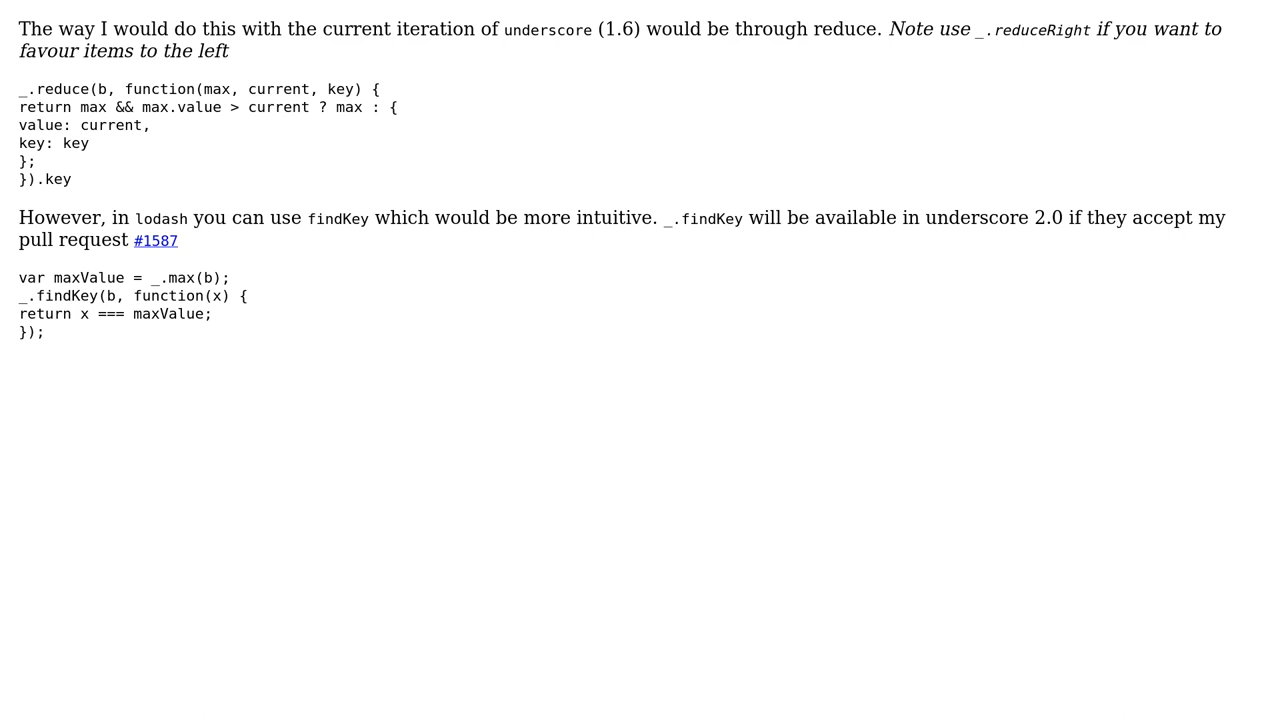 The way I would do this with the current iteration of underscore (1.6) would be through reduce. Note use _.reduceRight if you want to
favour items to the left
_.reduce(b, function(max, current, key) {
return max && max.value > current ? max : {
value: current,
key: key
};
}).key
However, in lodash you can use findKey which would be more intuitive. _.findKey will be available in underscore 2.0 if they accept my
pull request #1587
var maxValue = _.max(b);
_.findKey(b, function(x) {
return x === maxValue;
});